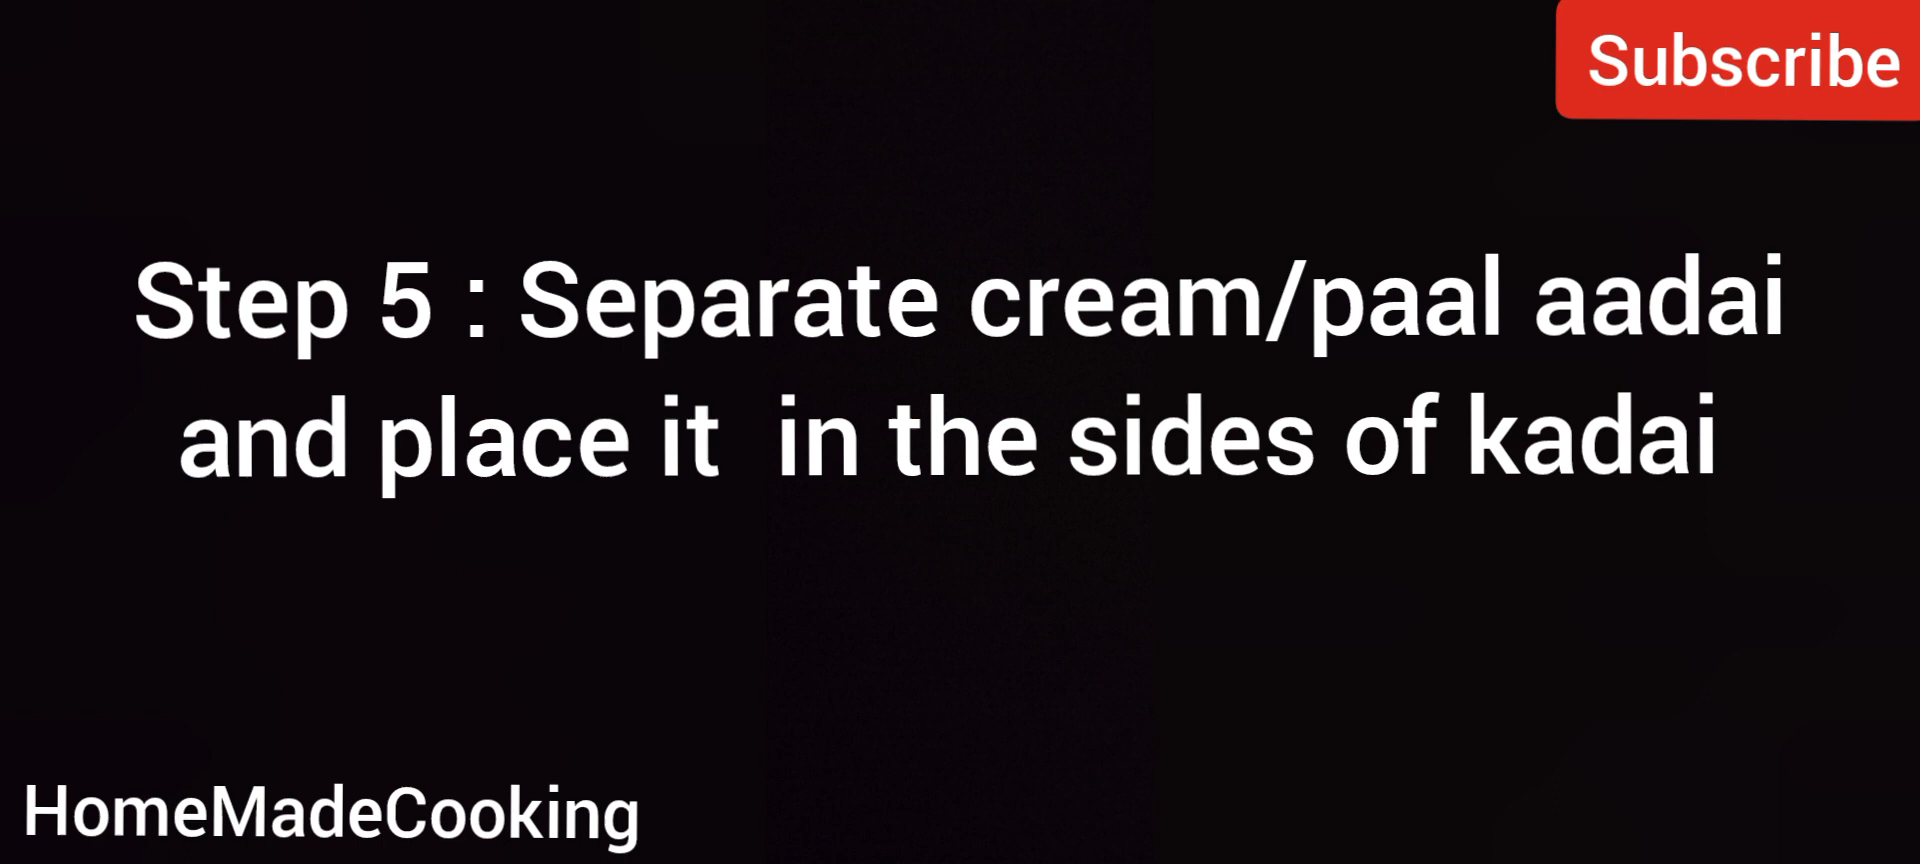 Subscribe
Step 5 : Separate cream/paal aadai
and place it  in the sides of kadai
HomeMadeCooking